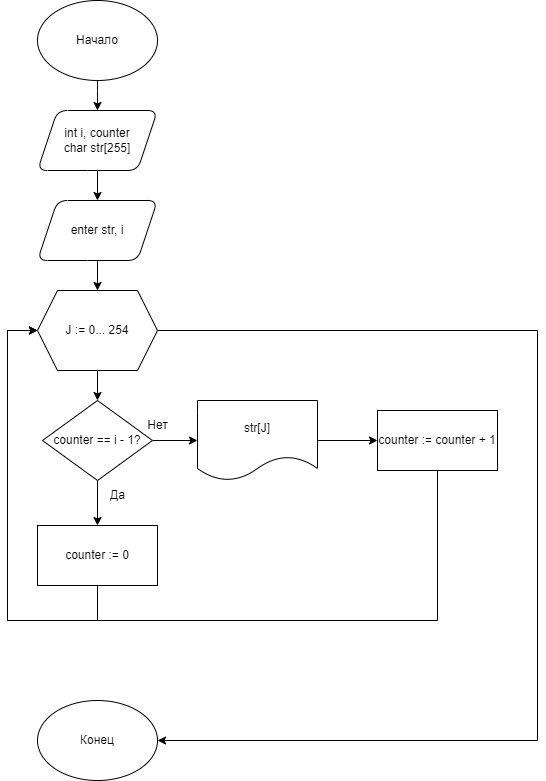 Начало
int i, counter
char str[255]
enter str, i
J := 0... 254
counter == i - 1?
Нет
str[J]
counter := counter + 1
Да
counter := 0
Конец